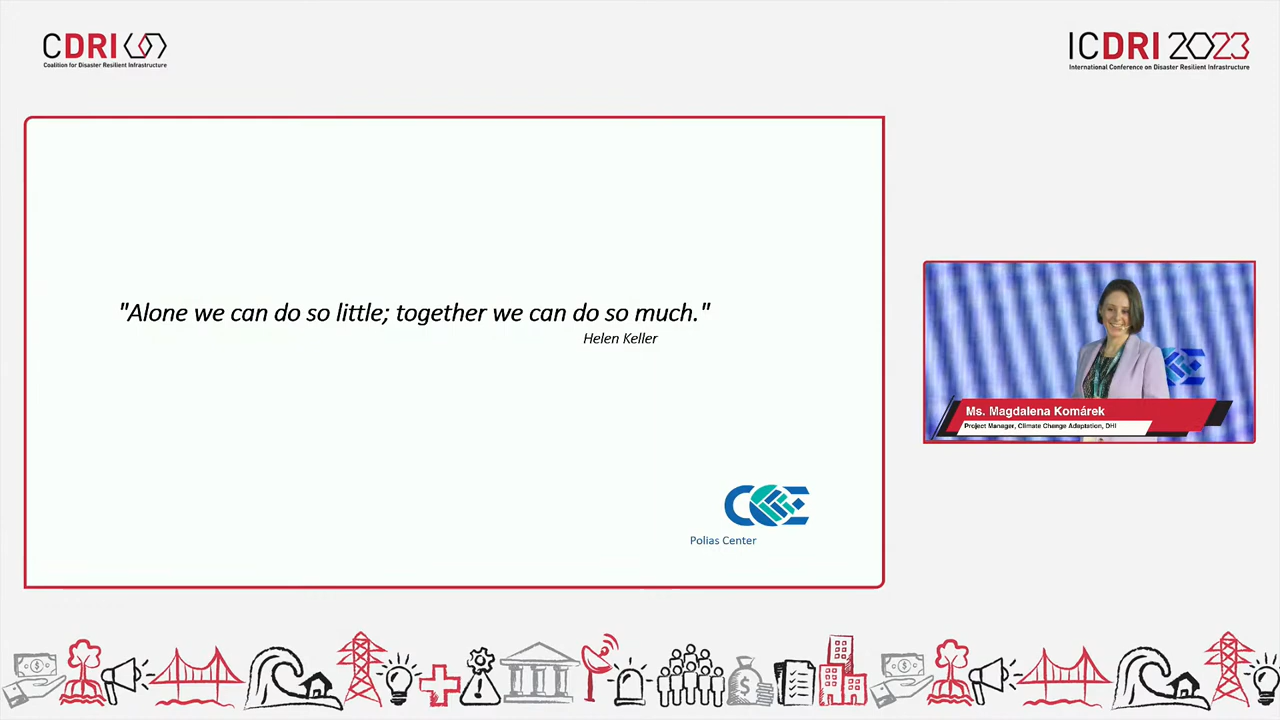 CDRI
Coalition for Disaster Resilient Infrastructure
ICDRI 2023
International Conference on Disaster Resilient Infrastructure
"Alone we can do so little; together we can do so much."
Helen Keller
CCE
Polias Center
Ms. Magdalena Komárek
Project Manager, Climate Change Adaptation, DHI